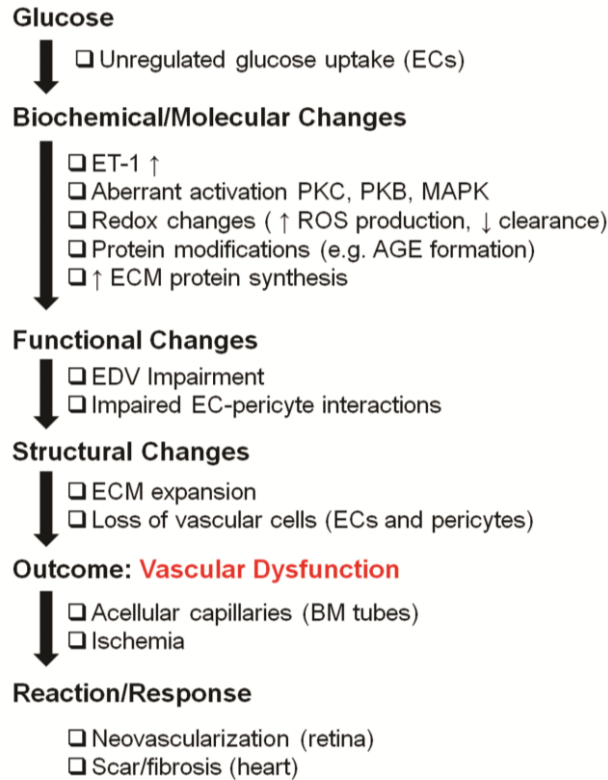 Glucose
❑ Unregulated glucose uptake (ECs)
Biochemical/Molecular Changes
❑ ET-1 ↑
❑ Aberrant activation PKC, PKB, MAPK
❑ Redox changes ( ↑ ROS production, ↓ clearance)
❑ Protein modifications (e.g. AGE formation)
❑ ↑ ECM protein synthesis
Functional Changes
❑ EDV Impairment
❑ Impaired EC-pericyte interactions
Structural Changes
❑ ECM expansion
❑ Loss of vascular cells (ECs and pericytes)
Outcome: Vascular Dysfunction
❑ Acellular capillaries (BM tubes)
❑ Ischemia
Reaction/Response
❑ Neovascularization (retina)
❑ Scar/fibrosis (heart)